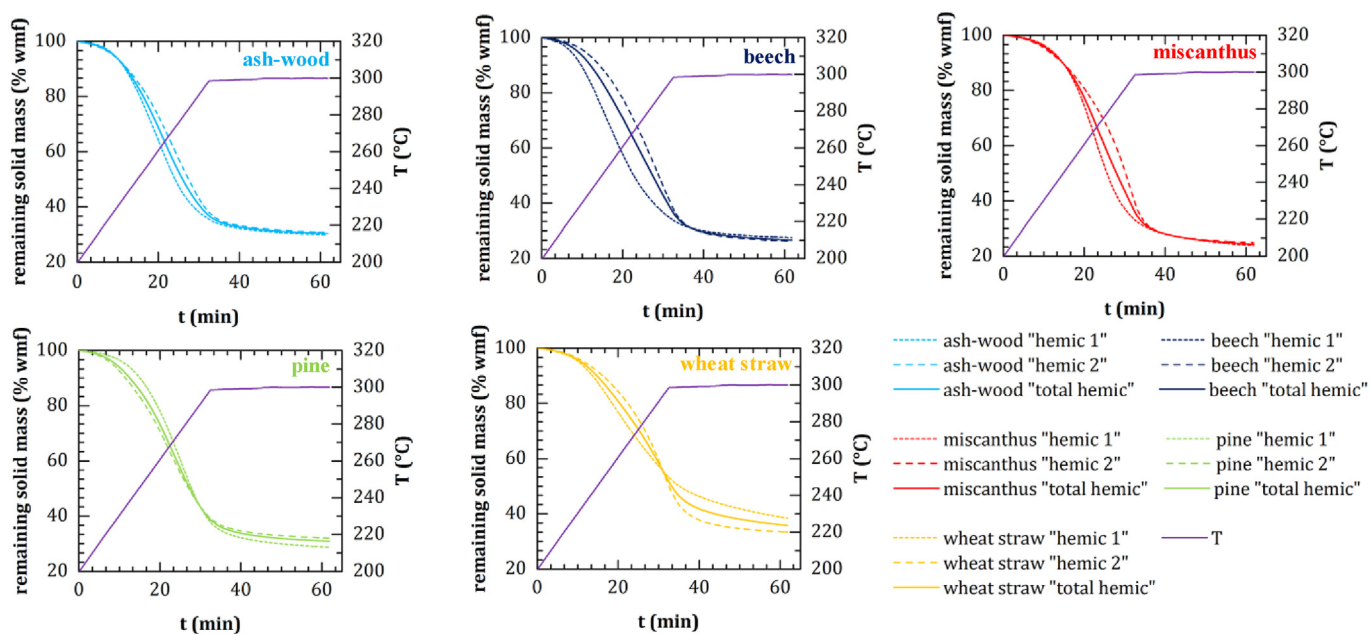 ash-wood
remaining solid mass (% wmf)
100
80
60
40
20
0
20
40
60
t (min)
320
300
280
260
240
220
200
T (°C)
beech
remaining solid mass (% wmf)
100
80
60
40
20
0
20
40
60
t (min)
320
300
280
260
240
220
200
T (°C)
miscanthus
remaining solid mass (% wmf)
100
80
60
40
20
0
20
40
60
t (min)
320
300
280
260
240
220
200
T (°C)
pine
remaining solid mass (% wmf)
100
80
60
40
20
0
20
40
60
t (min)
320
300
280
260
240
220
200
T (°C)
wheat straw
remaining solid mass (% wmf)
100
80
60
40
20
0
20
40
60
t (min)
320
300
280
260
240
220
200
T (°C)
ash-wood "hemic 1"
ash-wood "hemic 2"
ash-wood "total hemic"
beech "hemic 1"
beech "hemic 2"
beech "total hemic"
miscanthus "hemic 1"
miscanthus "hemic 2"
miscanthus "total hemic"
pine "hemic 1"
pine "hemic 2"
pine "total hemic"
wheat straw "hemic 1"
wheat straw "hemic 2"
wheat straw "total hemic"
T